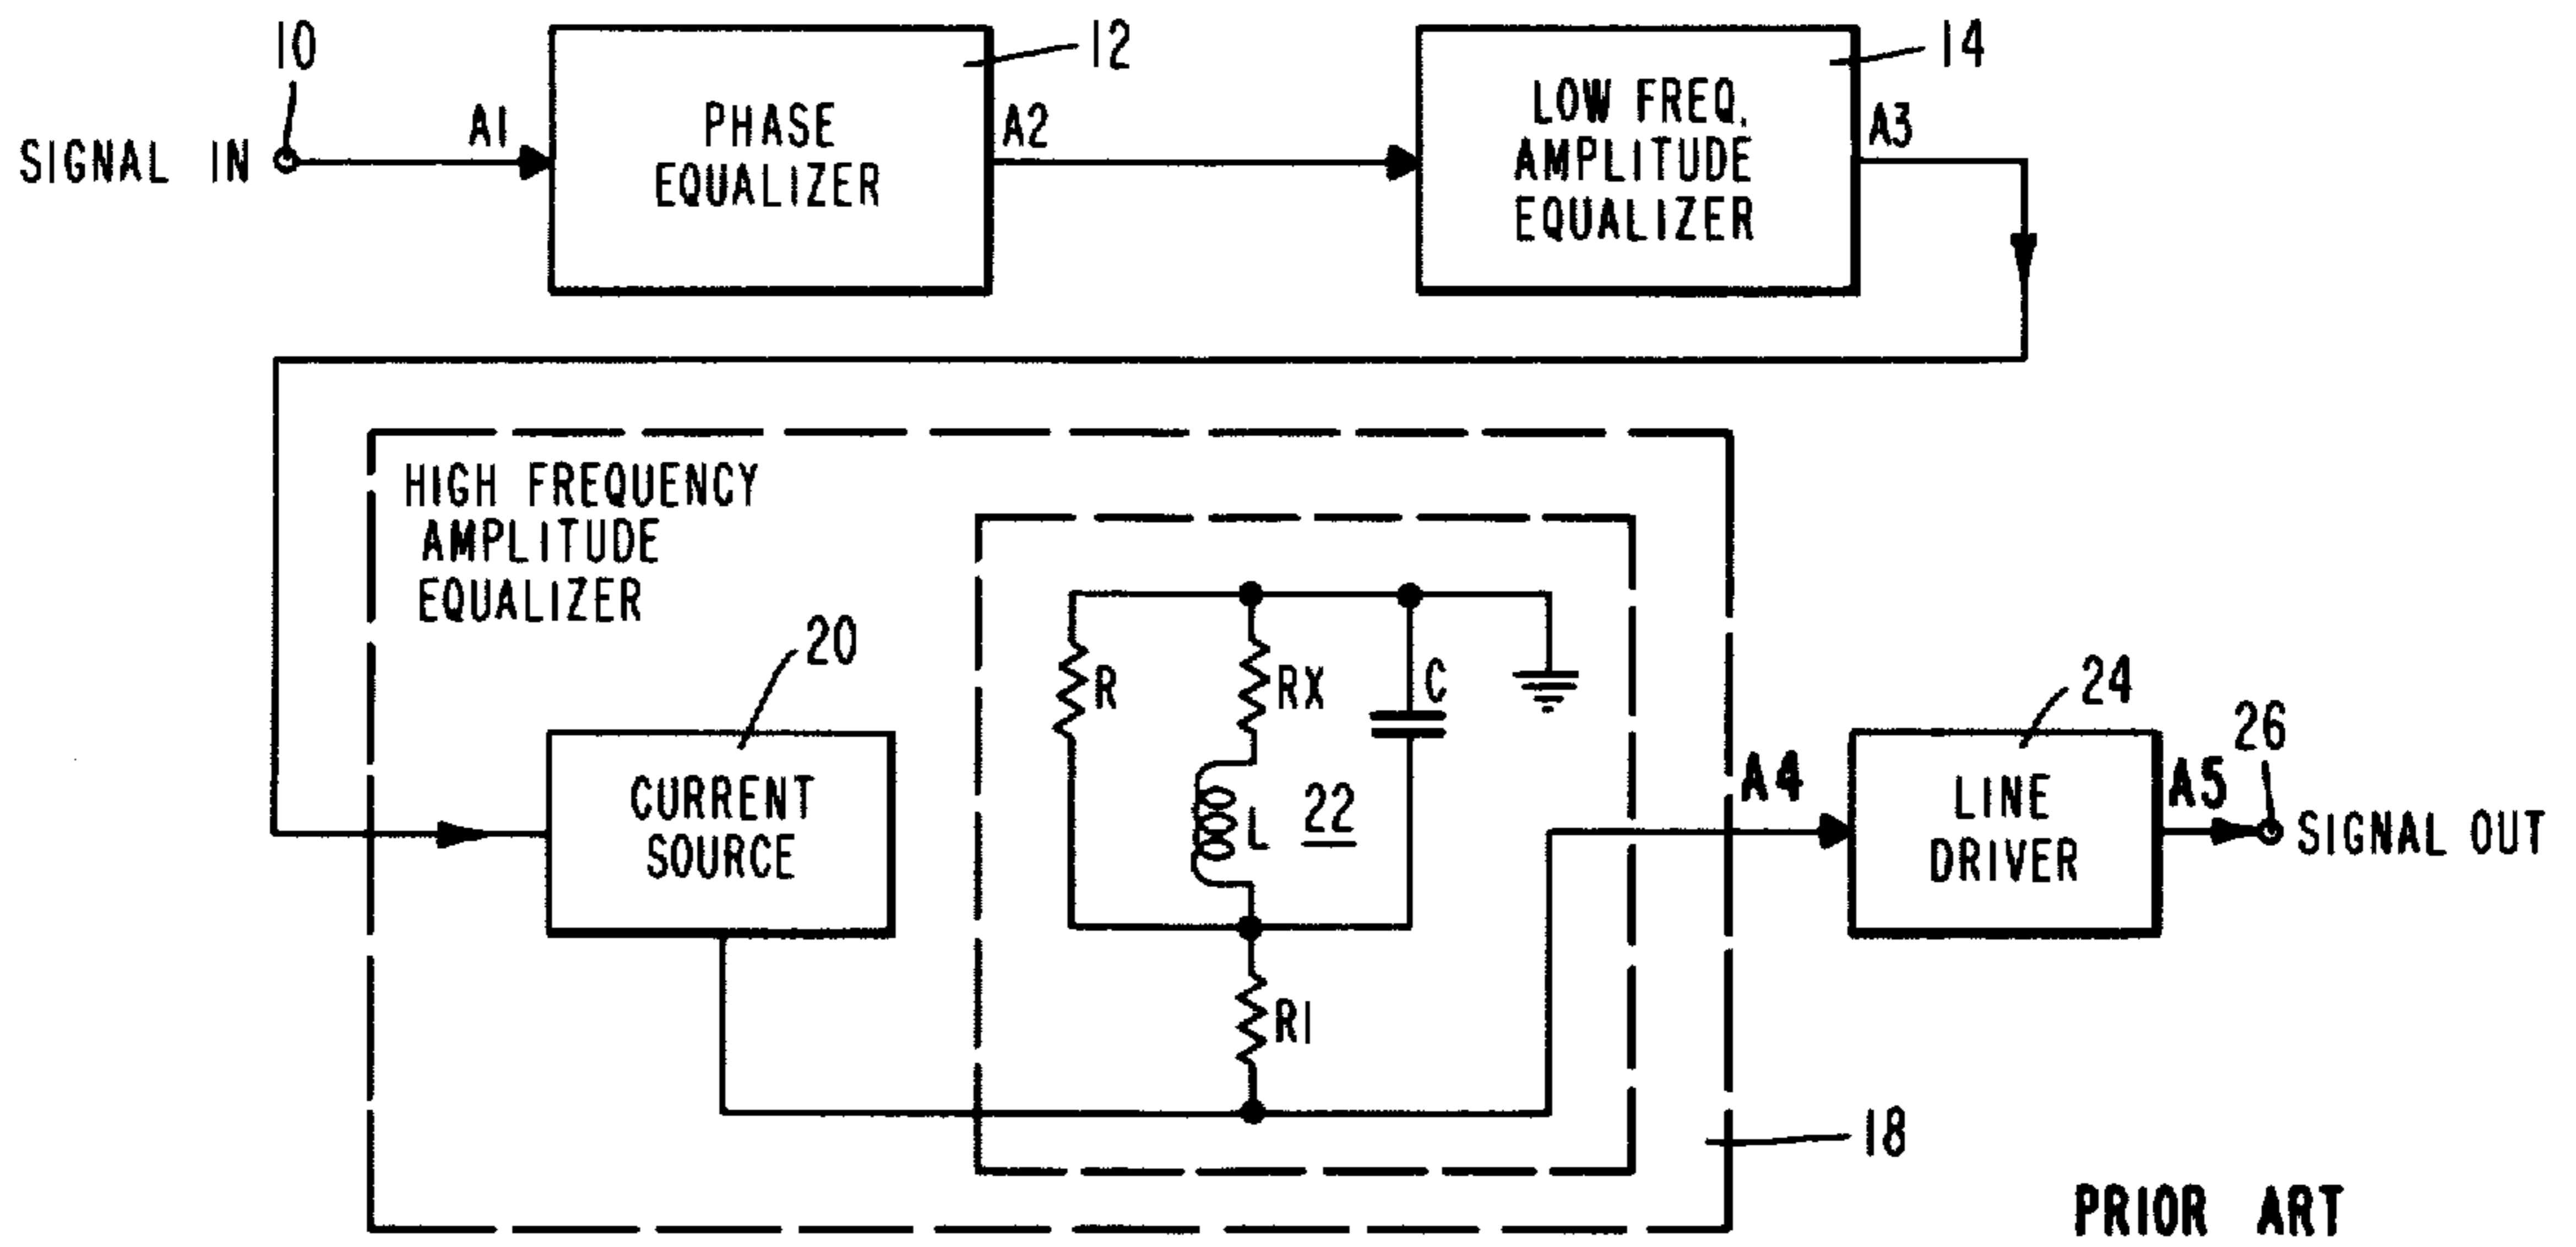 10
12
14
SIGNAL IN
A1
PHASE
EQUALIZER
A2
LOW FREQ.
AMPLITUDE
EQUALIZER
A3
HIGH FREQUENCY
AMPLITUDE
EQUALIZER
20
CURRENT
SOURCE
R
RX
C
L
22
R1
A4
24
LINE
DRIVER
A5
26
SIGNAL OUT
18
PRIOR ART